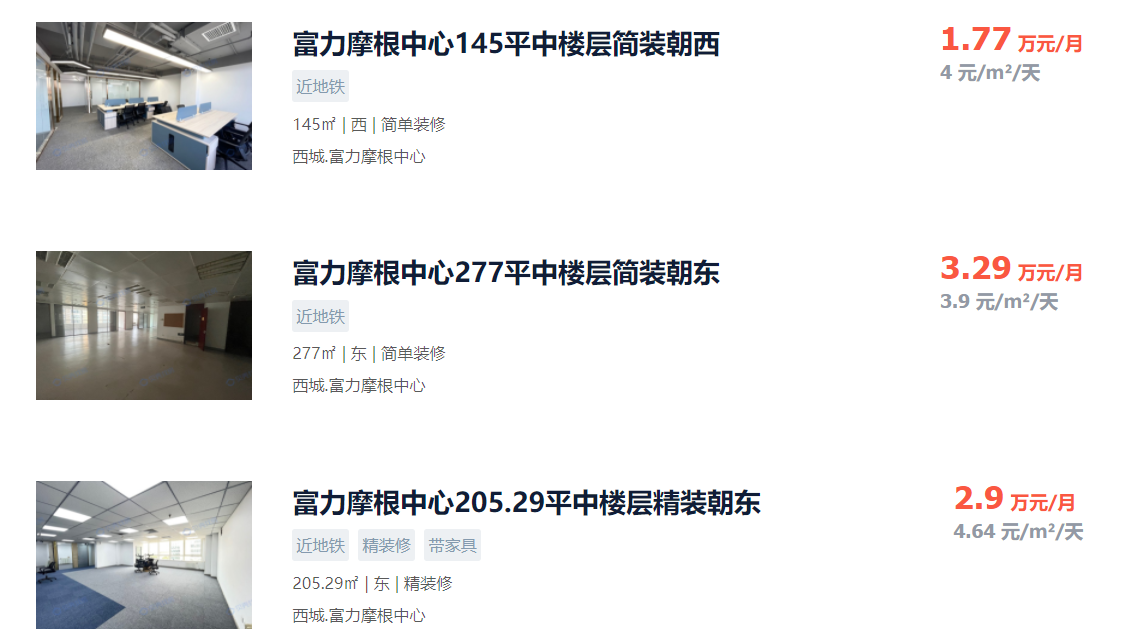 富力摩根中心145平中楼层简装朝西
1.77 万元/月
近地铁
4 元/m²/天
145㎡ | 西 | 简单装修
西城.富力摩根中心
富力摩根中心277平中楼层简装朝东
3.29 万元/月
近地铁
3.9 元/m²/天
277㎡ | 东 | 简单装修
西城.富力摩根中心
富力摩根中心205.29平中楼层精装朝东
2.9 万元/月
近地铁 精装修 带家具
4.64 元/m²/天
205.29㎡ | 东 | 精装修
西城.富力摩根中心